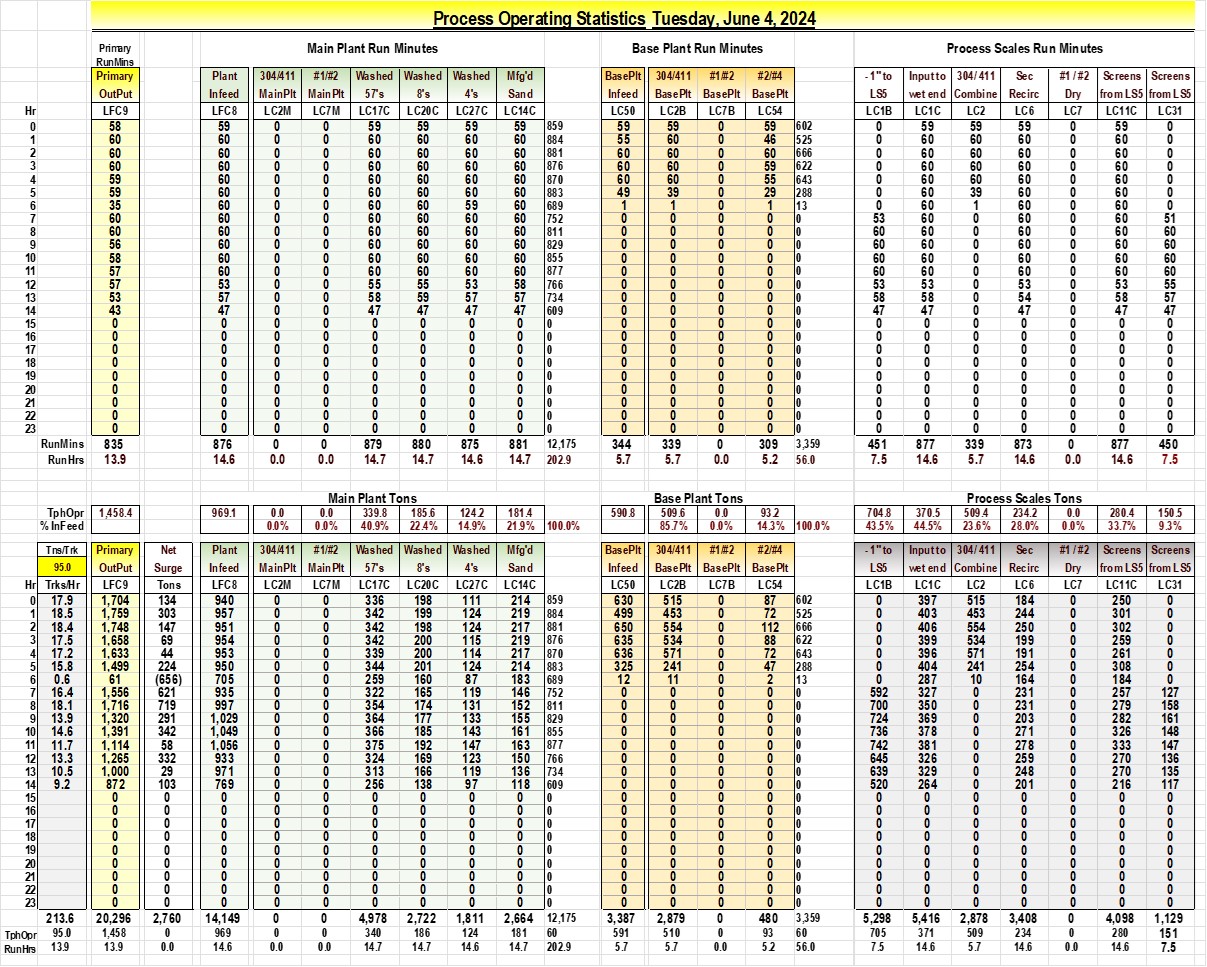 Process Operating Statistics Tuesday, June 4, 2024
Primary Main Plant Run Minutes Base Plant Run Minutes Process Scales Run Minutes
RunMins
Primary Plant 304/411 #1/#2 Washed Washed Washed Mfg'd BasePlt 304/411 #1/#2 #2/#4 - 1" to Input to 304/ 411 Sec #1 / #2 Screens Screens
OutPut Infeed MainPlt MainPlt 57's 8's 4's Sand Infeed BasePlt BasePlt BasePlt LS5 wet end Combine Recirc Dry from LS5 from LS5
Hr LFC9 LFC8 LC2M LC7M LC17C LC20C LC27C LC14C LC50 LC2B LC7B LC54 LC1B LC1C LC2 LC6 LC7 LC11C LC31
0 58 59 0 0 59 59 59 59 859 59 59 0 59 602 0 59 59 59 0 59 0
1 60 60 0 0 60 60 60 60 884 55 60 0 46 525 0 60 60 60 0 60 0
2 60 60 0 0 60 60 60 60 881 60 60 0 60 666 0 60 60 60 0 60 0
3 60 60 0 0 60 60 60 60 876 60 60 0 59 622 0 60 60 60 0 60 0
4 59 60 0 0 60 60 60 60 870 60 60 0 55 643 0 60 60 60 0 60 0
5 59 60 0 0 60 60 60 60 883 49 39 0 29 288 0 60 39 60 0 60 0
6 35 60 0 0 60 60 59 60 689 1 1 0 1 13 0 60 1 60 0 60 0
7 60 60 0 0 60 60 60 60 752 0 0 0 0 0 53 60 0 60 0 60 51
8 60 60 0 0 60 60 60 60 811 0 0 0 0 0 60 60 0 60 0 60 60
9 56 60 0 0 60 60 60 60 829 0 0 0 0 0 60 60 0 60 0 60 60
10 58 60 0 0 60 60 60 60 855 0 0 0 0 0 60 60 0 60 0 60 60
11 57 60 0 0 60 60 60 60 877 0 0 0 0 0 60 60 0 60 0 60 60
12 57 53 0 0 55 55 53 58 766 0 0 0 0 0 53 53 0 53 0 53 55
13 53 57 0 0 58 59 57 57 734 0 0 0 0 0 58 58 0 54 0 58 57
14 43 47 0 0 47 47 47 47 609 0 0 0 0 0 47 47 0 47 0 47 47
15 0 0 0 0 0 0 0 0 0 0 0 0 0 0 0 0 0 0 0 0 0
16 0 0 0 0 0 0 0 0 0 0 0 0 0 0 0 0 0 0 0 0 0
17 0 0 0 0 0 0 0 0 0 0 0 0 0 0 0 0 0 0 0 0 0
18 0 0 0 0 0 0 0 0 0 0 0 0 0 0 0 0 0 0 0 0 0
19 0 0 0 0 0 0 0 0 0 0 0 0 0 0 0 0 0 0 0 0 0
20 0 0 0 0 0 0 0 0 0 0 0 0 0 0 0 0 0 0 0 0 0
21 0 0 0 0 0 0 0 0 0 0 0 0 0 0 0 0 0 0 0 0 0
22 0 0 0 0 0 0 0 0 0 0 0 0 0 0 0 0 0 0 0 0 0
23 0 0 0 0 0 0 0 0 0 0 0 0 0 0 0 0 0 0 0 0 0
RunMins 835 876 0 0 879 880 875 881 12,175 344 339 0 309 3,359 451 877 339 873 0 877 450
Run Hrs 13.9 14.6 0.0 0.0 14.7 14.7 14.6 14.7 202.9 5.7 5.7 0.0 5.2 56.0 7.5 14.6 5.7 14.6 0.0 14.6 7.5
Main Plant Tons Base Plant Tons Process Scales Tons
TphOpr 1,458.4 969.1 0.0 0.0 339.8 185.6 124.2 181.4 590.8 509.6 0.0 93.2 704.8 370.5 509.4 234.2 0.0 280.4 150.5
% InFeed 0.0% 0.0% 40.9% 22.4% 14.9% 21.9% 100.0% 85.7% 0.0% 14.3% 100.0% 43.5% 44.5% 23.6% 28.0% 0.0% 33.7% 9.3%
Tns/Trk Primary Net Plant 304/411 #1/#2 Washed Washed Washed Mfg'd BasePlt 304/411 #1/#2 #2/#4 - 1" to Input to 304/ 411 Sec #1 / #2 Screens Screens
95.0 OutPut Surge Infeed MainPlt MainPlt 57's 8's 4's Sand Infeed BasePlt BasePlt BasePlt LS5 wet end Combine Recirc Dry from LS5 from LS5
Hr Trks/Hr LFC9 Tons LFC8 LC2M LC7M LC17C LC20C LC27C LC14C LC50 LC2B LC7B LC54 LC1B LC1C LC2 LC6 LC7 LC11C LC31
0 17.9 1,704 134 940 0 0 336 198 111 214 859 630 515 0 87 602 0 397 515 184 0 250 0
1 18.5 1,759 303 957 0 0 342 199 124 219 884 499 453 0 72 525 0 403 453 244 0 301 0
2 18.4 1,748 147 951 0 0 342 198 124 217 881 650 554 0 112 666 0 406 554 250 0 302 0
3 17.5 1,658 69 954 0 0 342 200 115 219 876 635 534 0 88 622 0 399 534 199 0 259 0
4 17.2 1,633 44 953 0 0 339 200 114 217 870 636 571 0 72 643 0 396 571 191 0 261 0
5 15.8 1,499 224 950 0 0 344 201 124 214 883 325 241 0 47 288 0 404 241 254 0 308 0
6 0.6 61 (656) 705 0 0 259 160 87 183 689 12 11 0 2 13 0 287 10 164 0 184 0
7 16.4 1,556 621 935 0 0 322 165 119 146 752 0 0 0 0 0 592 327 0 231 0 257 127
8 18.1 1,716 719 997 0 0 354 174 131 152 811 0 0 0 0 0 700 350 0 231 0 279 158
9 13.9 1,320 291 1,029 0 0 364 177 133 155 829 0 0 0 0 0 724 369 0 203 0 282 161
10 14.6 1,391 342 1,049 0 0 366 185 143 161 855 0 0 0 0 0 736 378 0 271 0 326 148
11 11.7 1,114 58 1,056 0 0 375 192 147 163 877 0 0 0 0 0 742 381 0 278 0 333 147
12 13.3 1,265 332 933 0 0 324 169 123 150 766 0 0 0 0 0 645 326 0 259 0 270 136
13 10.5 1,000 29 971 0 0 313 166 119 136 734 0 0 0 0 0 639 329 0 248 0 270 135
14 9.2 872 103 769 0 0 256 138 97 118 609 0 0 0 0 0 520 264 0 201 0 216 117
15 0 0 0 0 0 0 0 0 0 0 0 0 0 0 0 0 0 0 0 0 0 0
16 0 0 0 0 0 0 0 0 0 0 0 0 0 0 0 0 0 0 0 0 0 0
17 0 0 0 0 0 0 0 0 0 0 0 0 0 0 0 0 0 0 0 0 0 0
18 0 0 0 0 0 0 0 0 0 0 0 0 0 0 0 0 0 0 0 0 0 0
19 0 0 0 0 0 0 0 0 0 0 0 0 0 0 0 0 0 0 0 0 0 0
20 0 0 0 0 0 0 0 0 0 0 0 0 0 0 0 0 0 0 0 0 0 0
21 0 0 0 0 0 0 0 0 0 0 0 0 0 0 0 0 0 0 0 0 0 0
22 0 0 0 0 0 0 0 0 0 0 0 0 0 0 0 0 0 0 0 0 0 0
23 0 0 0 0 0 0 0 0 0 0 0 0 0 0 0 0 0 0 0 0 0 0
213.6 20,296 2,760 14,149 0 0 4,978 2,722 1,811 2,664 12,175 3,387 2,879 0 480 3,359 5,298 5,416 2,878 3,408 0 4,098 1,129
TphOpr 95.0 1,458 0 969 0 0 340 186 124 181 60 591 510 0 93 60 705 371 509 234 0 280 151
RunHrs 13.9 13.9 0.0 14.6 0.0 0.0 14.7 14.7 14.6 14.7 202.9 5.7 5.7 0.0 5.2 56.0 7.5 14.6 5.7 14.6 0.0 14.6 7.5